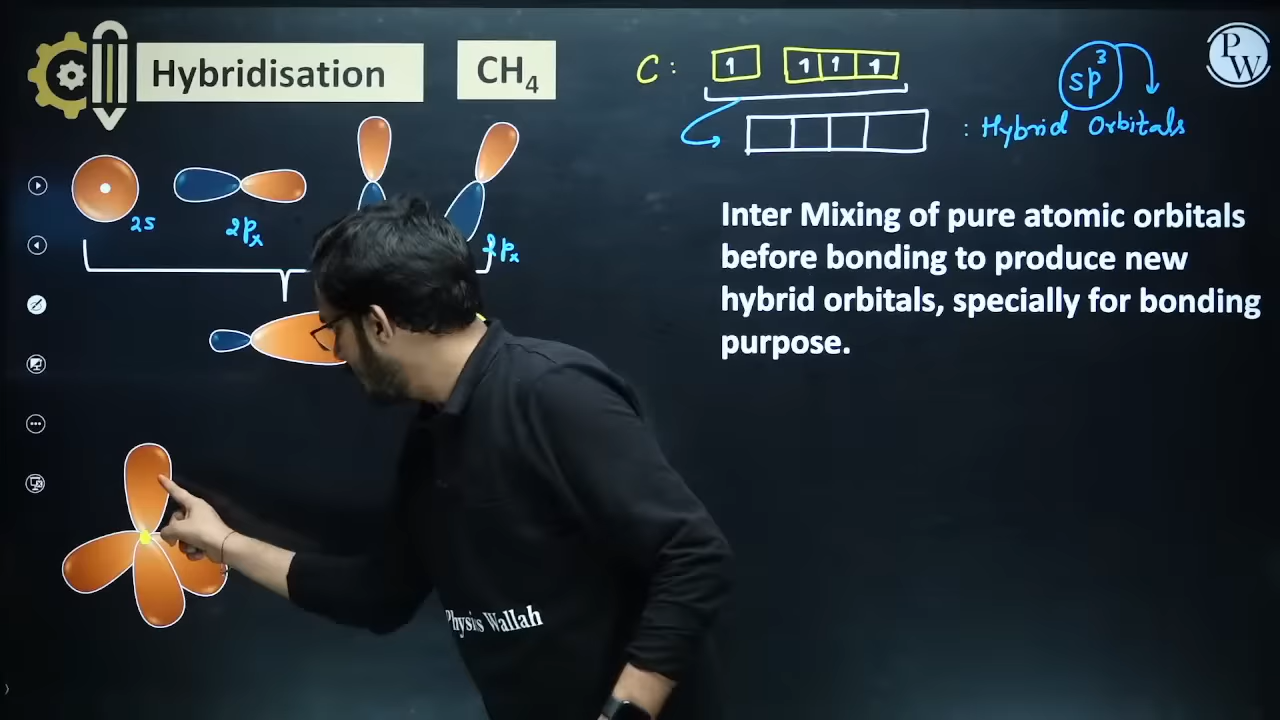 Hybridisation
CH4
C : 1 1 1 1
sp3
: Hybrid Orbitals
PW
2s
2px
2px
Inter Mixing of pure atomic orbitals
before bonding to produce new
hybrid orbitals, specially for bonding
purpose.
Physics Wallah